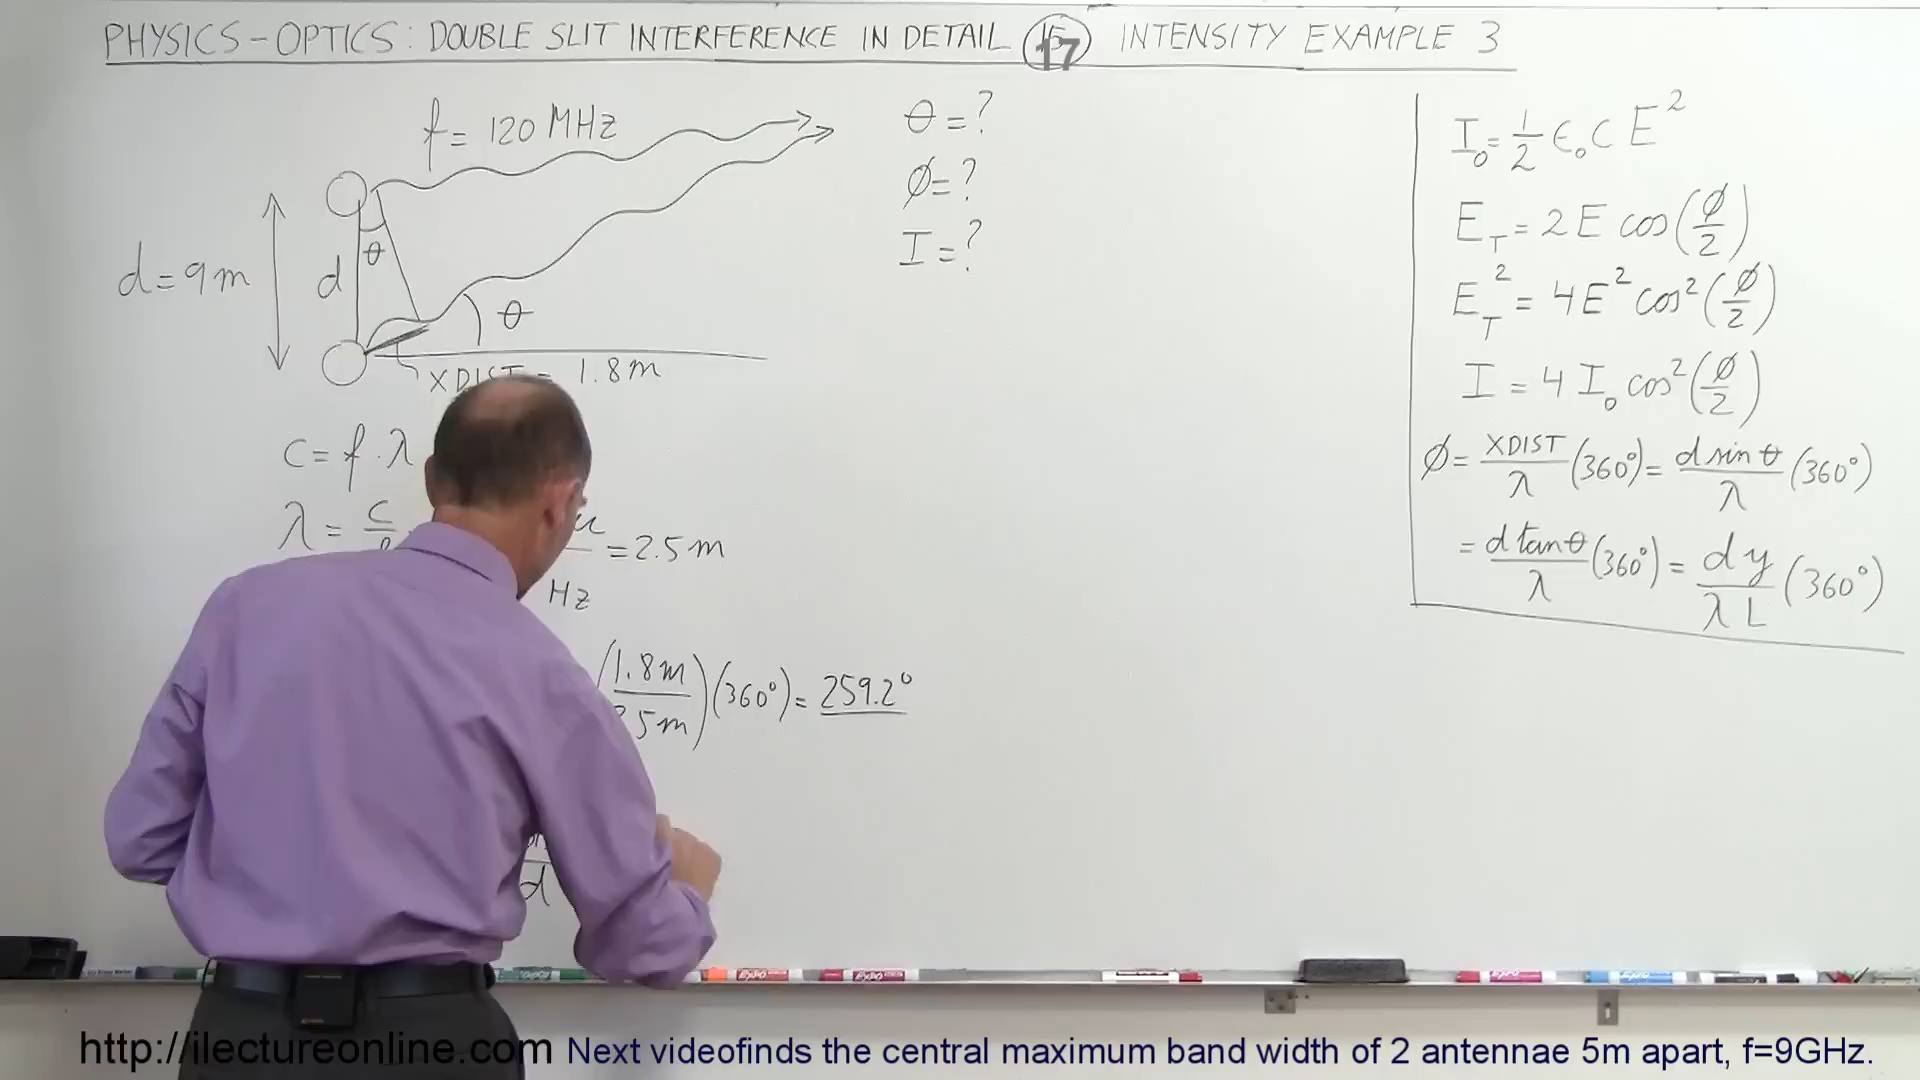 PHYSICS - OPTICS: DOUBLE SLIT INTERFERENCE IN DETAIL 17 INTENSITY EXAMPLE 3
f = 120 MHz
θ = ?
ϕ = ?
I = ?
d = 9m
d
θ
θ
XDIST = 1.8m
c = f · λ
λ = c
= 2.5 m
Hz
(1.8m / 2.5m)(360°) = 259.2°
d
I₀ = 1/2 ϵ₀ c E²
E_T = 2E cos(ϕ/2)
E_T² = 4E² cos²(ϕ/2)
I = 4 I₀ cos²(ϕ/2)
ϕ = XDIST/λ (360°) = d sin θ/λ (360°)
= d tan θ/λ (360°) = d y/λ L (360°)
EXPO
EXPO
http://ilectureonline.com Next videofinds the central maximum band width of 2 antennae 5m apart, f=9GHz.